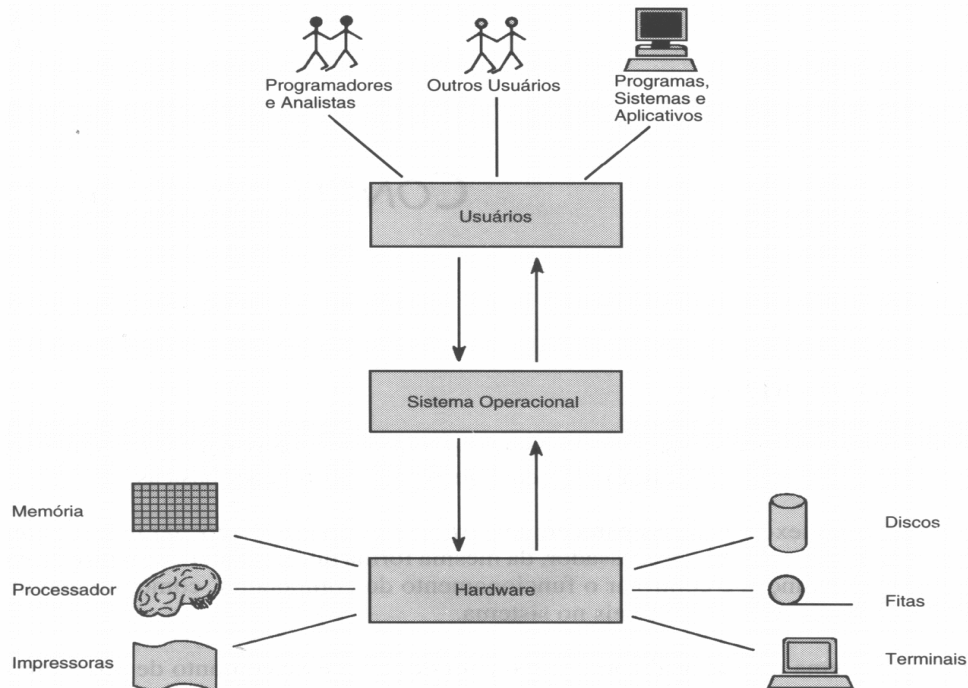 Programadores
e Analistas
Outros Usuários
Programas,
Sistemas e
Aplicativos
Usuários
Sistema Operacional
Memória
Processador
Impressoras
Hardware
Discos
Fitas
Terminais